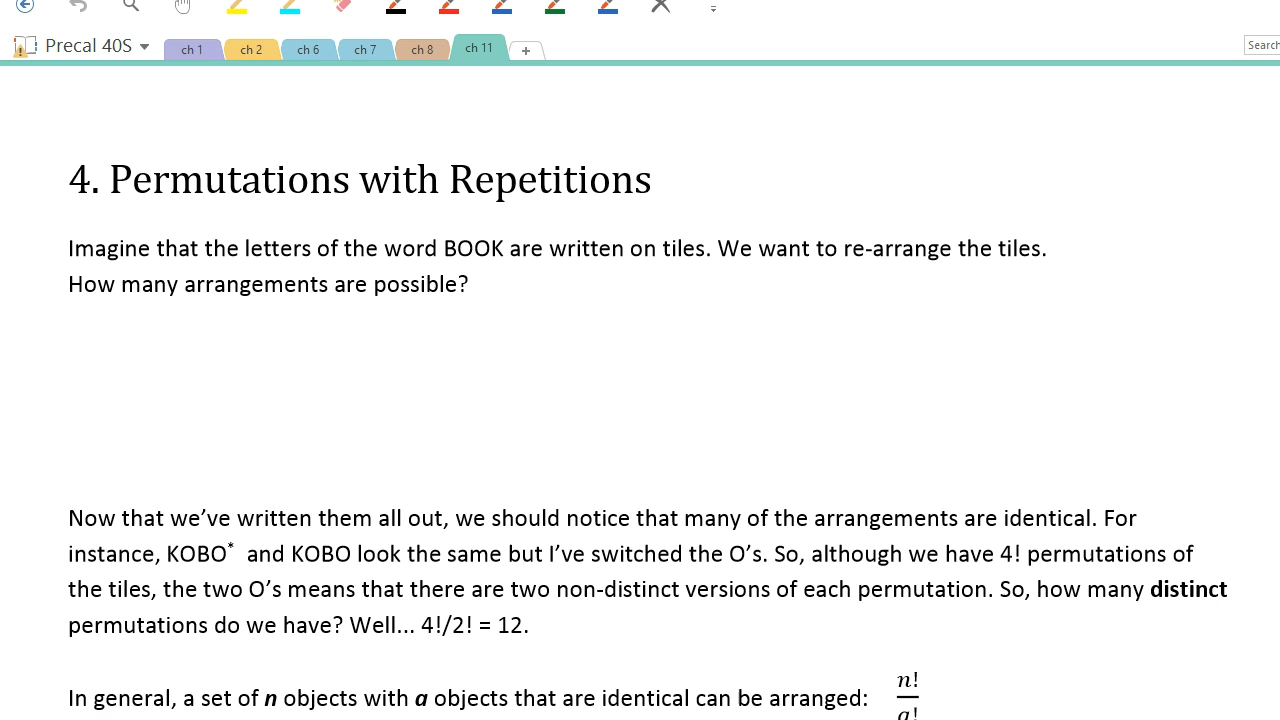 Precal 40S
ch 1
ch 2
ch 6
ch 7
ch 8
ch 11
+
Search
4. Permutations with Repetitions
Imagine that the letters of the word BOOK are written on tiles. We want to re-arrange the tiles.
How many arrangements are possible?
Now that we’ve written them all out, we should notice that many of the arrangements are identical. For
instance, KOBO* and KOBO look the same but I’ve switched the O’s. So, although we have 4! permutations of
the tiles, the two O’s means that there are two non-distinct versions of each permutation. So, how many distinct
permutations do we have? Well... 4!/2! = 12.
In general, a set of n objects with a objects that are identical can be arranged: n!
a!